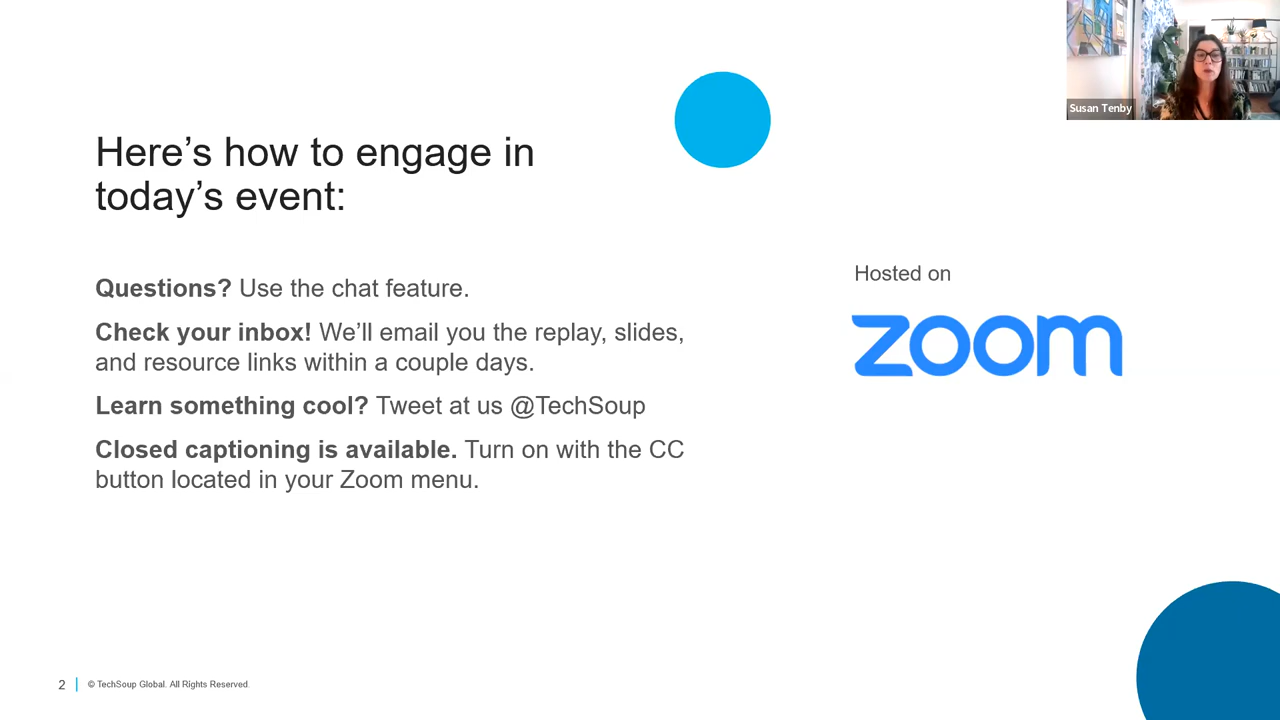 Susan Tenby
Here’s how to engage in
today’s event:
Questions? Use the chat feature.
Check your inbox! We’ll email you the replay, slides,
and resource links within a couple days.
Learn something cool? Tweet at us @TechSoup
Closed captioning is available. Turn on with the CC
button located in your Zoom menu.
Hosted on
zoom
2
© TechSoup Global. All Rights Reserved.